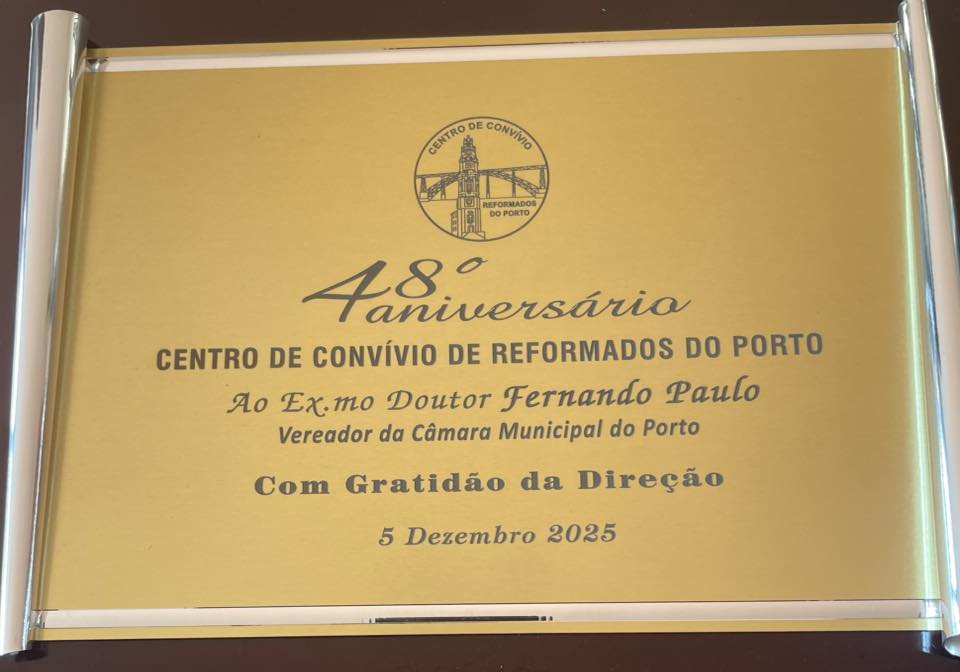 CENTRO DE CONVÍVIO
REFORMADOS
DO PORTO
48º
aniversário
CENTRO DE CONVÍVIO DE REFORMADOS DO PORTO
Ao Ex.mo Doutor Fernando Paulo
Vereador da Câmara Municipal do Porto
Com Gratidão da Direção
5 Dezembro 2025